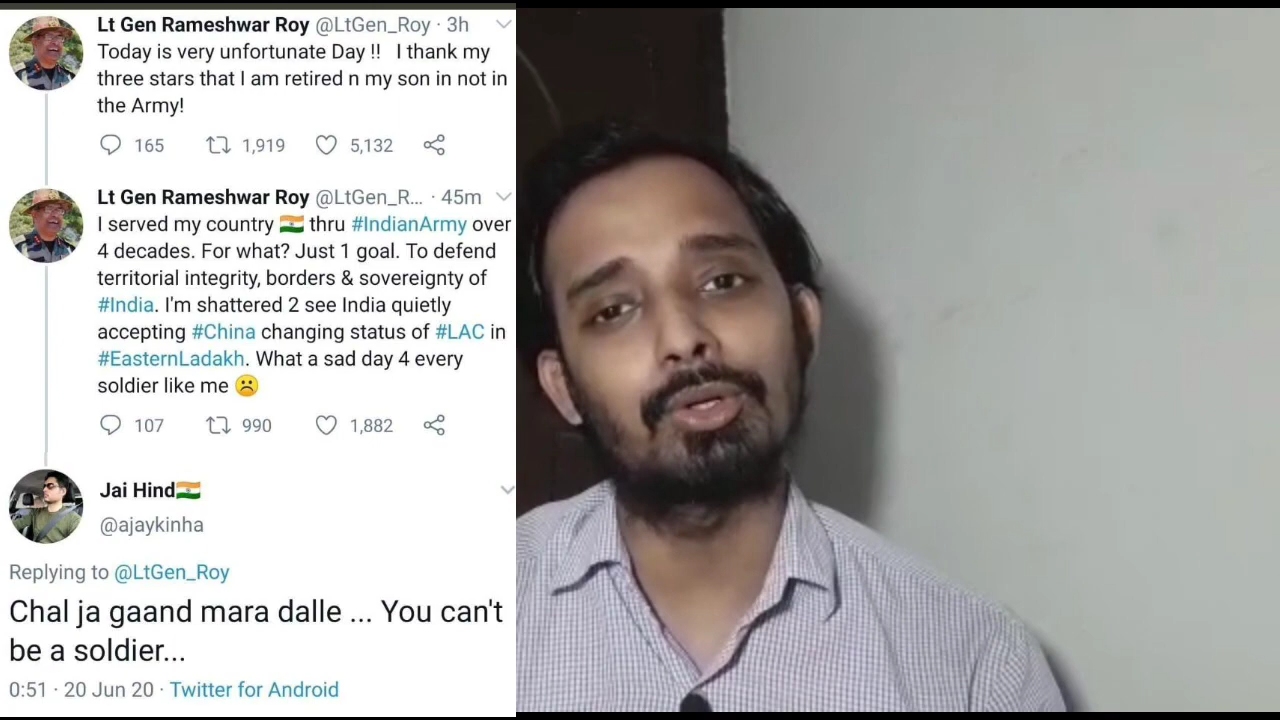 Lt Gen Rameshwar Roy @LtGen_Roy · 3h
Today is very unfortunate Day !! I thank my
three stars that I am retired n my son in not in
the Army!
165 1,919 5,132
Lt Gen Rameshwar Roy @LtGen_R... · 45m
I served my country 🇮🇳 thru #IndianArmy over
4 decades. For what? Just 1 goal. To defend
territorial integrity, borders & sovereignty of
#India. I'm shattered 2 see India quietly
accepting #China changing status of #LAC in
#EasternLadakh. What a sad day 4 every
soldier like me ☹️
107 990 1,882
Jai Hind🇮🇳
@ajaykinha
Replying to @LtGen_Roy
Chal ja gaand mara dalle ... You can't
be a soldier...
0:51 · 20 Jun 20 · Twitter for Android